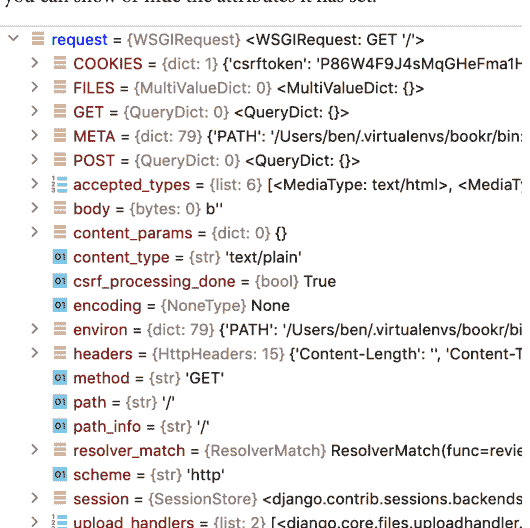 you can show or hide the attributes it has set:
request = {WSGIRequest} <WSGIRequest: GET '/'>
COOKIES = {dict: 1} {'csrftoken': 'P86W4F9J4sMqGHeFma1H
FILES = {MultiValueDict: 0} <MultiValueDict: {}>
GET = {QueryDict: 0} <QueryDict: {}>
META = {dict: 79} {'PATH': '/Users/ben/.virtualenvs/bookr/bin:
POST = {QueryDict: 0} <QueryDict: {}>
accepted_types = {list: 6} [<MediaType: text/html>, <MediaTy
body = {bytes: 0} b''
content_params = {dict: 0} {}
content_type = {str} 'text/plain'
csrf_processing_done = {bool} True
encoding = {NoneType} None
environ = {dict: 79} {'PATH': '/Users/ben/.virtualenvs/bookr/bi
headers = {HttpHeaders: 15} {'Content-Length': '', 'Content-T
method = {str} 'GET'
path = {str} '/'
path_info = {str} '/'
resolver_match = {ResolverMatch} ResolverMatch(func=revie
scheme = {str} 'http'
session = {SessionStore} <django.contrib.sessions.backends
upload_handlers = {list: 2} [<django.core.files.uploadhandler.